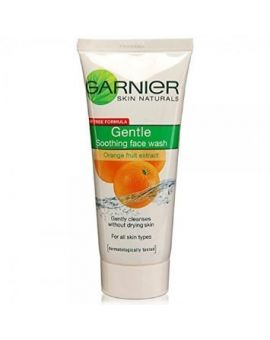 GARNIER
SKIN NATURALS
FREE FORMULA
Gentle
Soothing face wash
Orange fruit extract
Gently cleanses
without drying skin
For all skin types
dermatologically tested